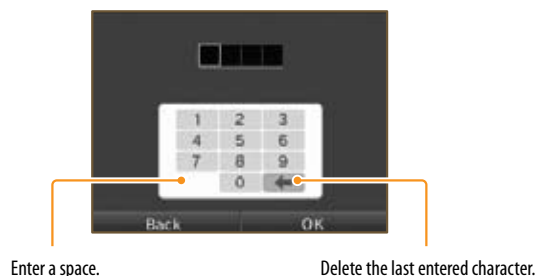 1 2 3
4 5 6
7 8 9
0
Back OK
Enter a space. Delete the last entered character.